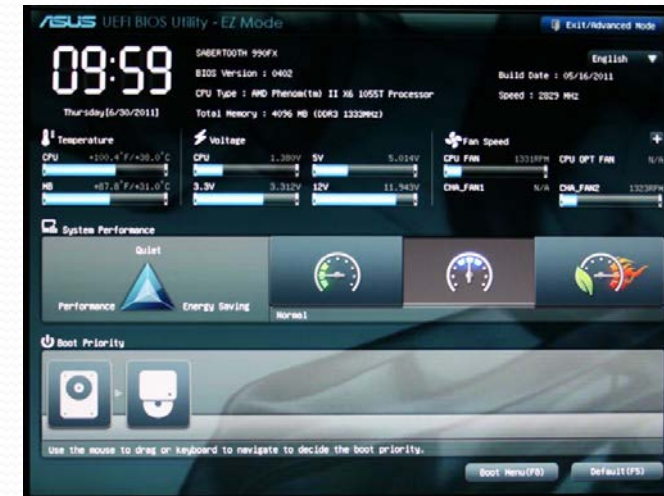 ASUS UEFI BIOS Utility - EZ Mode
Exit/Advanced Mode
09:59
Thursday[6/30/2011]
SABERTOOTH 990FX
BIOS Version : 0402
CPU Type : AMD Phenom(tm) II X6 1055T Processor
Total Memory : 4096 MB (DDR3 1333MHz)
English
Build Date : 05/16/2011
Speed : 2829 MHz
Temperature
CPU +100.4°F/+38.0°C
MB +87.8°F/+31.0°C
Voltage
CPU 1.380V 5V 5.014V
3.3V 3.312V 12V 11.943V
Fan Speed
CPU FAN 1331RPM CPU OPT FAN N/A
CHA_FAN1 N/A CHA_FAN2 1323RPM
System Performance
Quiet
Performance
Energy Saving
Normal
Boot Priority
Use the mouse to drag or keyboard to navigate to decide the boot priority.
Boot Menu(F8)
Default(F5)